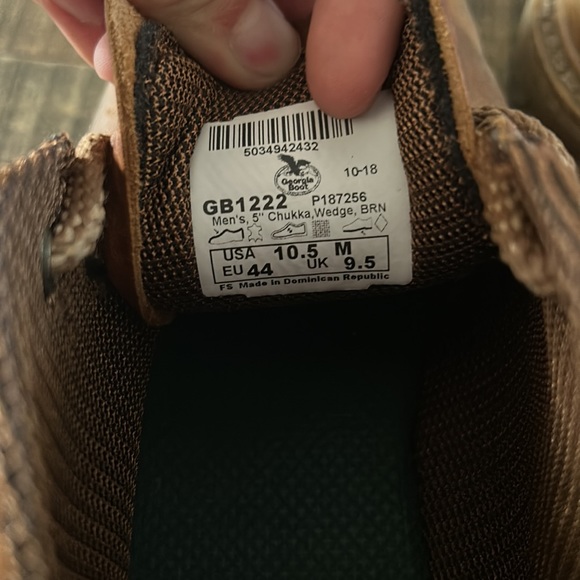 5034942432
Georgia
Boot
10-18
GB1222 P187256
Men's, 5" Chukka,Wedge, BRN
USA 10.5 M
EU 44 UK 9.5
FS Made in Dominican Republic